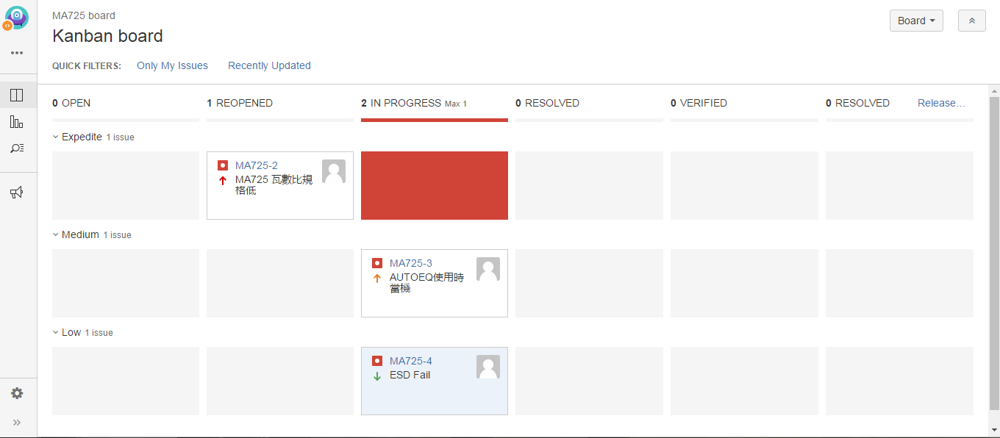 MA725 board
Kanban board
Board
QUICK FILTERS: Only My Issues Recently Updated
0 OPEN 1 REOPENED 2 IN PROGRESS Max 1 0 RESOLVED 0 VERIFIED 0 RESOLVED Release…
Expedite 1 issue
MA725-2
MA725 瓦數比規
格低
Medium 1 issue
MA725-3
AUTOEQ使用時
當機
Low 1 issue
MA725-4
ESD Fail